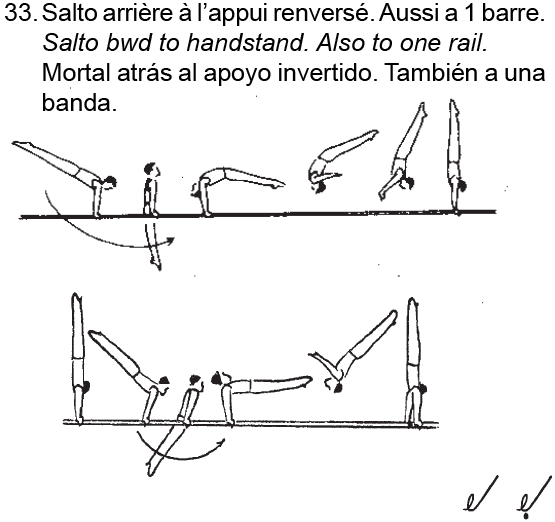 33. Salto arrière à l'appui renversé. Aussi a 1 barre.
Salto bwd to handstand. Also to one rail.
Mortal atrás al apoyo invertido. También a una
banda.